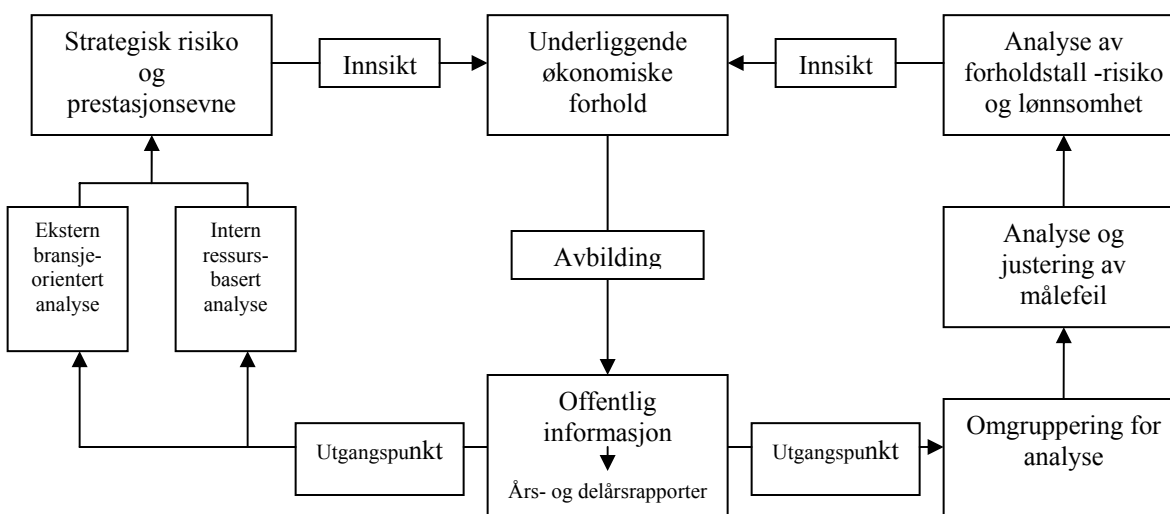 Strategisk risiko
og
prestasjonsevne
Innsikt
Underliggende
økonomiske
forhold
Innsikt
Analyse av
forholdstall -risiko
og lønnsomhet
Ekstern
bransje-
orientert
analyse
Intern
ressurs-
basert
analyse
Avbilding
Analyse og
justering av
målefeil
Utgangspunkt
Offentlig
informasjon
Års- og delårsrapporter
Utgangspunkt
Omgruppering for
analyse